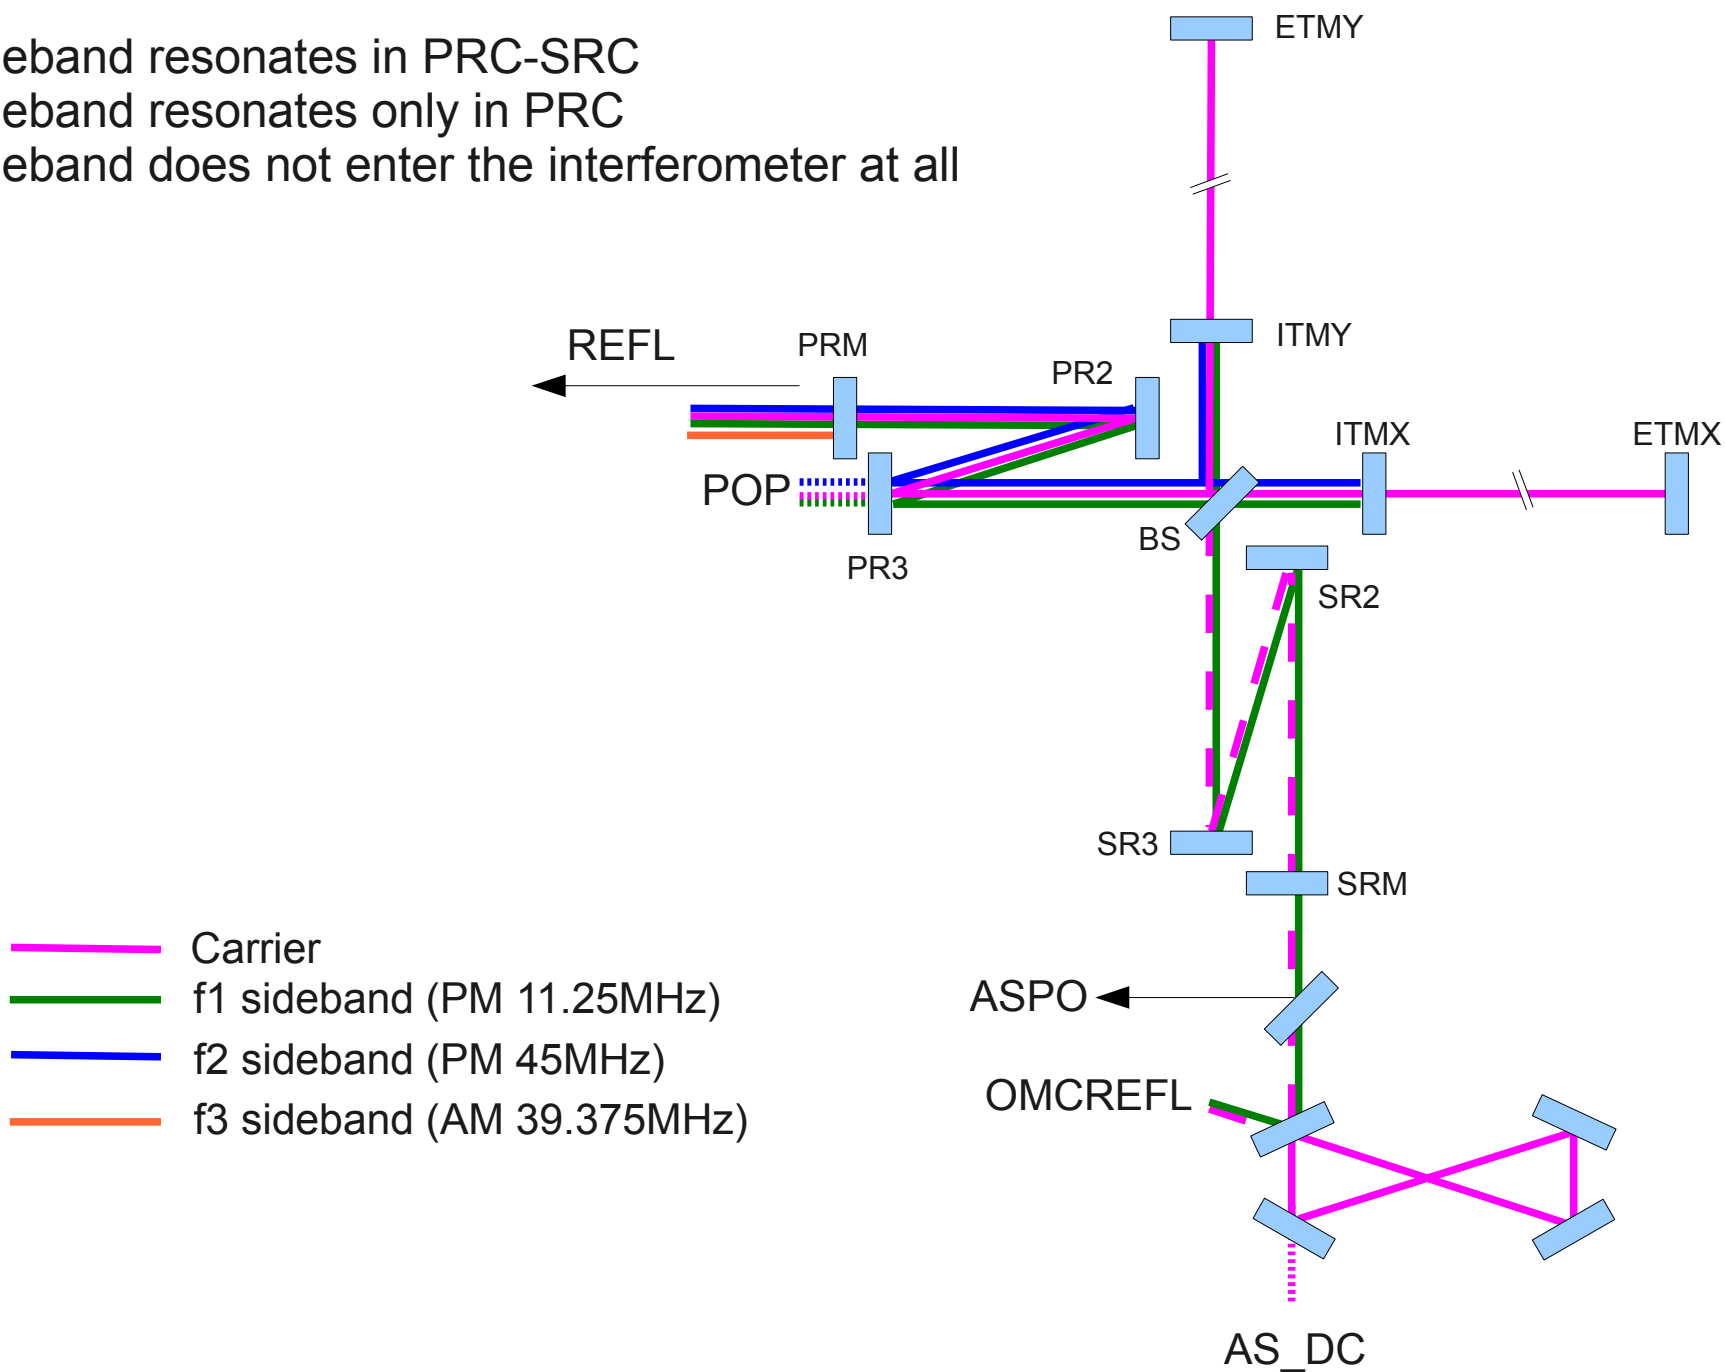 eband resonates in PRC-SRC
eband resonates only in PRC
eband does not enter the interferometer at all
ETMY
ITMY
REFL
PRM
PR2
ITMX
ETMX
POP
BS
PR3
SR2
SR3
SRM
Carrier
f1 sideband (PM 11.25MHz)
f2 sideband (PM 45MHz)
f3 sideband (AM 39.375MHz)
ASPO
OMCREFL
AS_DC